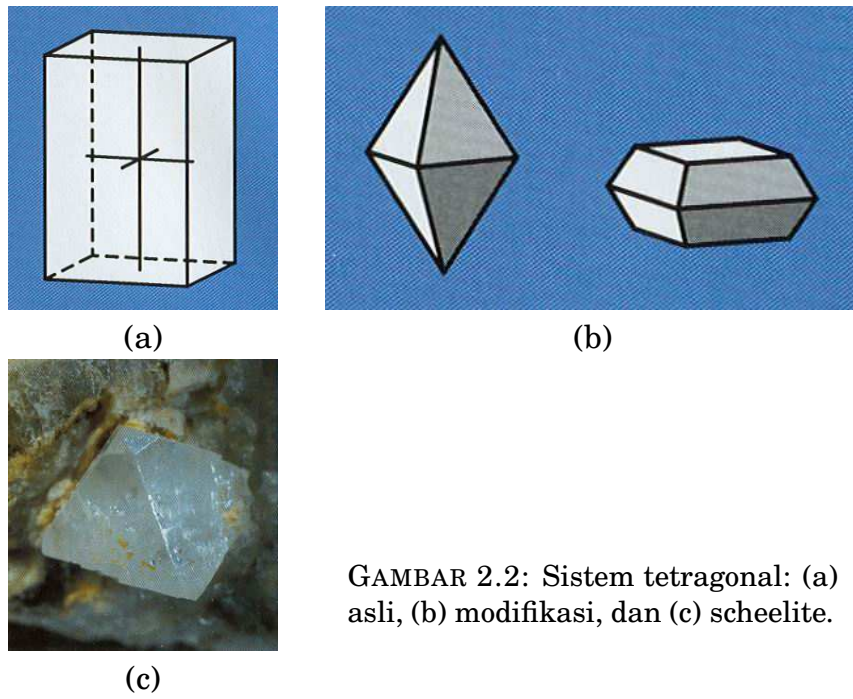 (a)
(b)
(c)
GAMBAR 2.2: Sistem tetragonal: (a)
asli, (b) modifikasi, dan (c) scheelite.